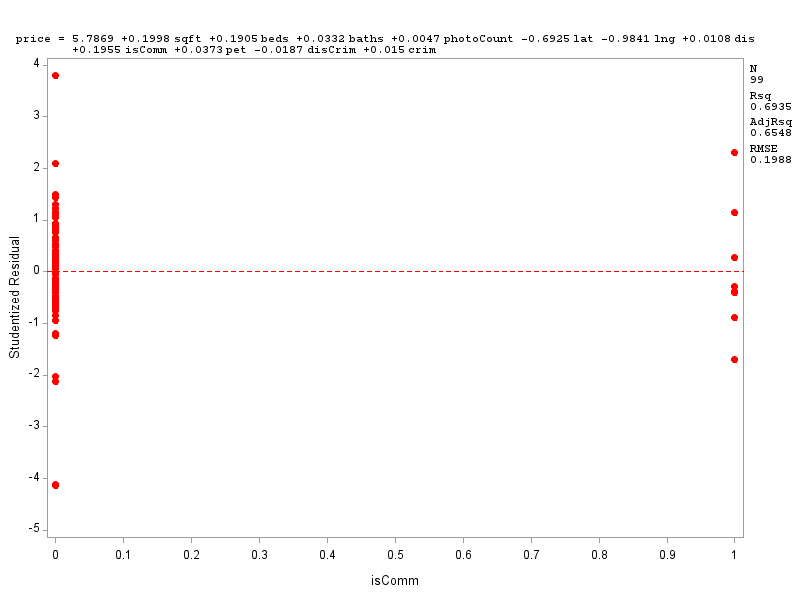 price = 5.7869 +0.1998 sqft +0.1905 beds +0.0332 baths +0.0047 photoCount -0.6925 lat -0.9841 lng +0.0108 dis
+0.1955 isComm +0.0373 pet -0.0187 disCrim +0.015 crim
N
99
Rsq
0.6935
AdjRsq
0.6548
RMSE
0.1988
Studentized Residual
4
3
2
1
0
-1
-2
-3
-4
-5
0 0.1 0.2 0.3 0.4 0.5 0.6 0.7 0.8 0.9 1
isComm